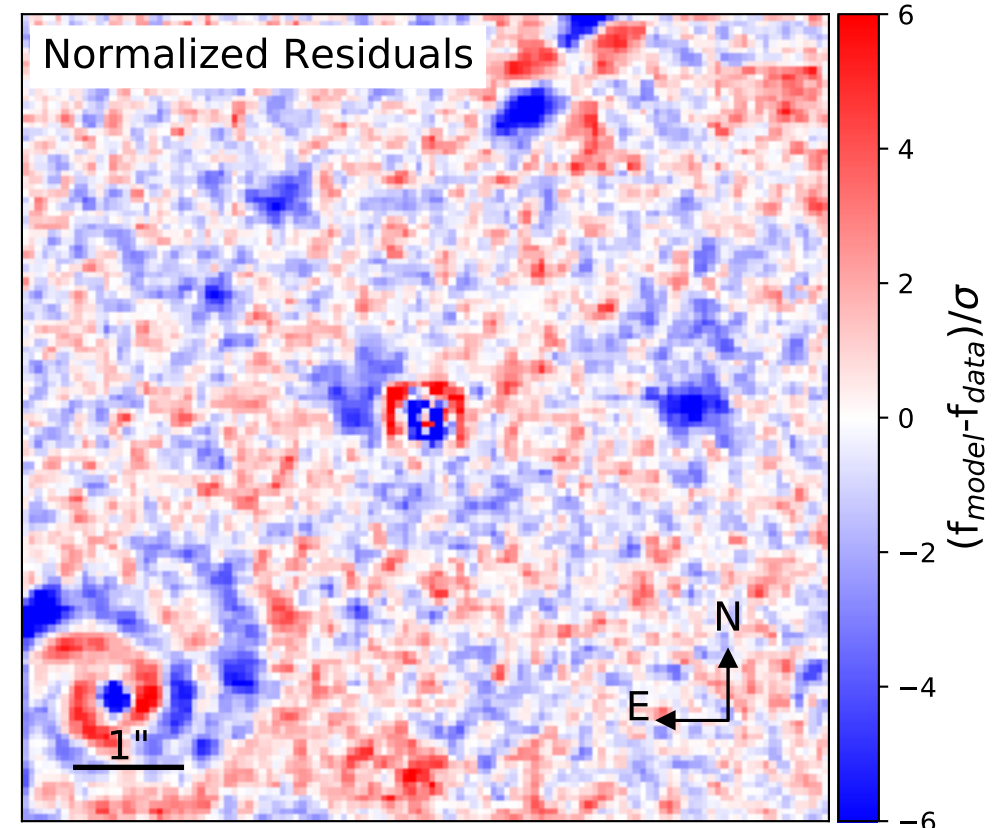 Normalized Residuals
6
4
2
0
−2
−4
−6
(f_model-f_data)/σ
N
E
1"